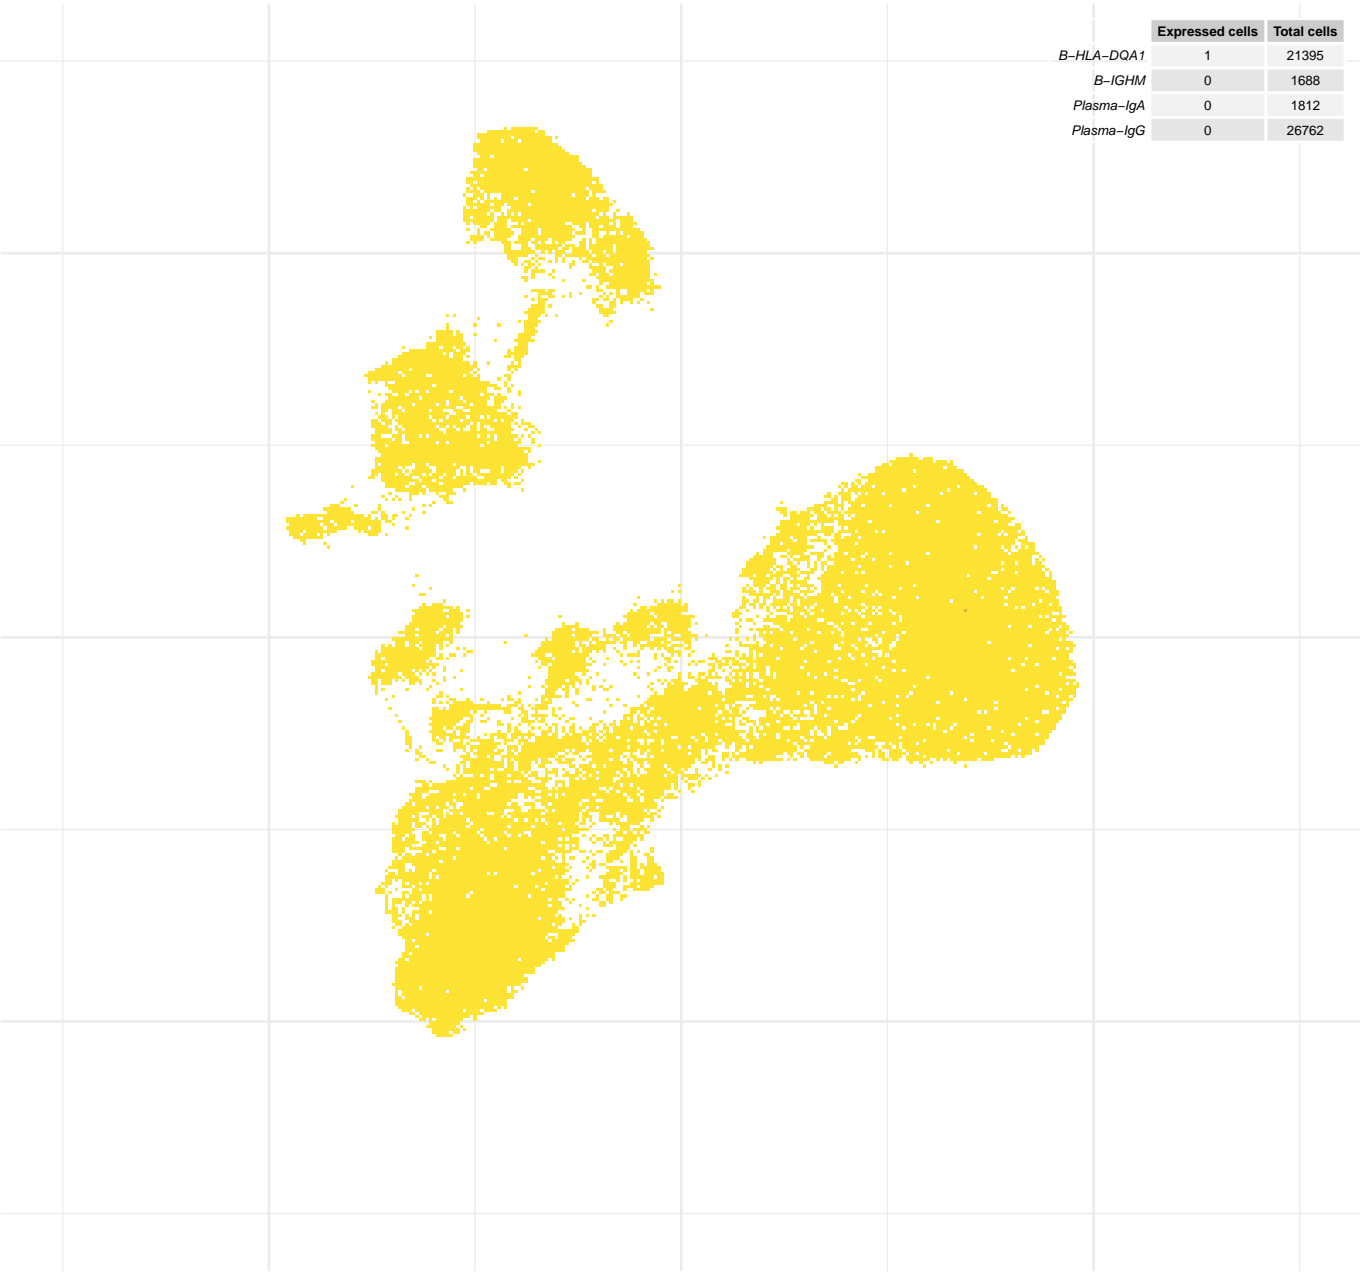 Expressed cells Total cells
B−HLA−DQA1 1 21395
B−IGHM 0 1688
Plasma−IgA 0 1812
Plasma−IgG 0 26762